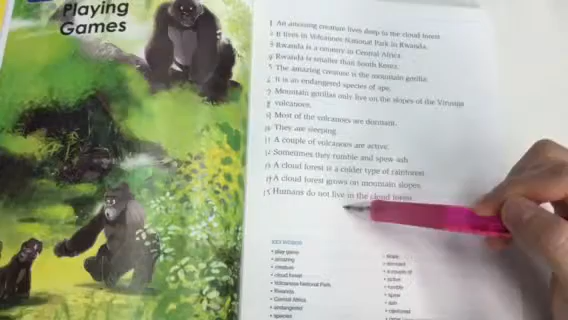 Playing
Games
1 An amazing creature lives deep in the cloud forest.
2 It lives in Volcanoes National Park in Rwanda.
3 Rwanda is a country in Central Africa.
4 Rwanda is smaller than South Korea.
5 The amazing creature is the mountain gorilla.
6 It is an endangered species of ape.
7 Mountain gorillas only live on the slopes of the Virunga
8 volcanoes.
9 Most of the volcanoes are dormant.
10 They are sleeping.
11 A couple of volcanoes are active.
12 Sometimes they rumble and spew ash.
13 A cloud forest is a colder type of rainforest.
14 A cloud forest grows on mountain slopes.
15 Humans do not live in the cloud forest.
KEY WORDS
• play game
• amazing
• creature
• cloud forest
• Volcanoes National Park
• Rwanda
• Central Africa
• endangered
• species
• dormant
• a couple of
• active
• rumble
• spew
• ash
• rainforest